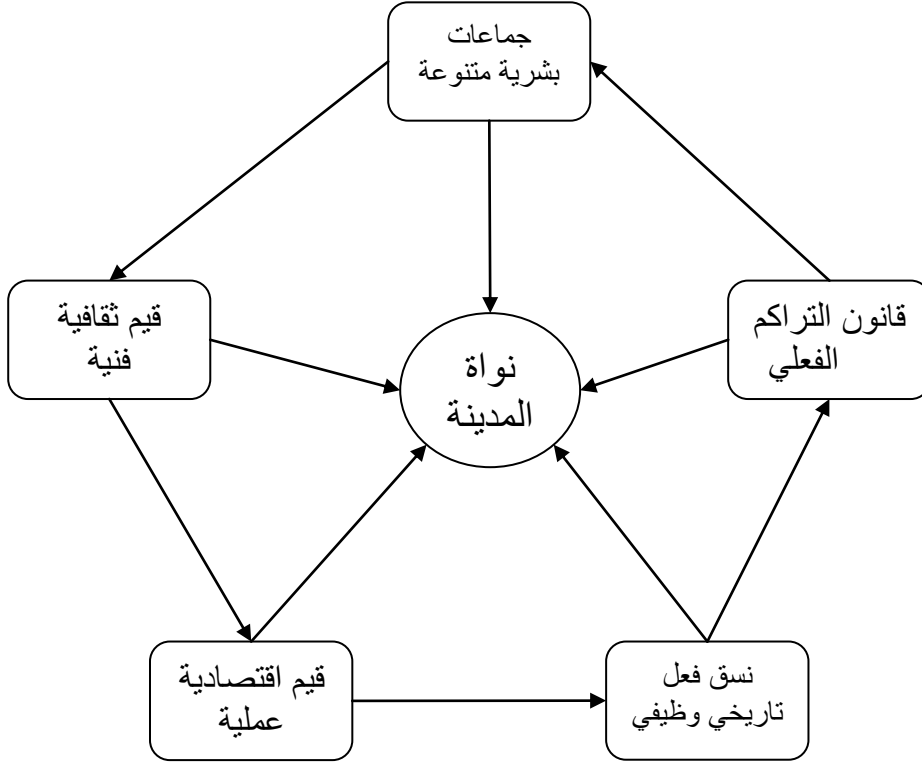 جماعات
بشرية متنوعة
قانون التراكم
الفعلي
قيم ثقافية
فنية
نواة
المدينة
نسق فعل
تاريخي وظيفي
قيم اقتصادية
عملية